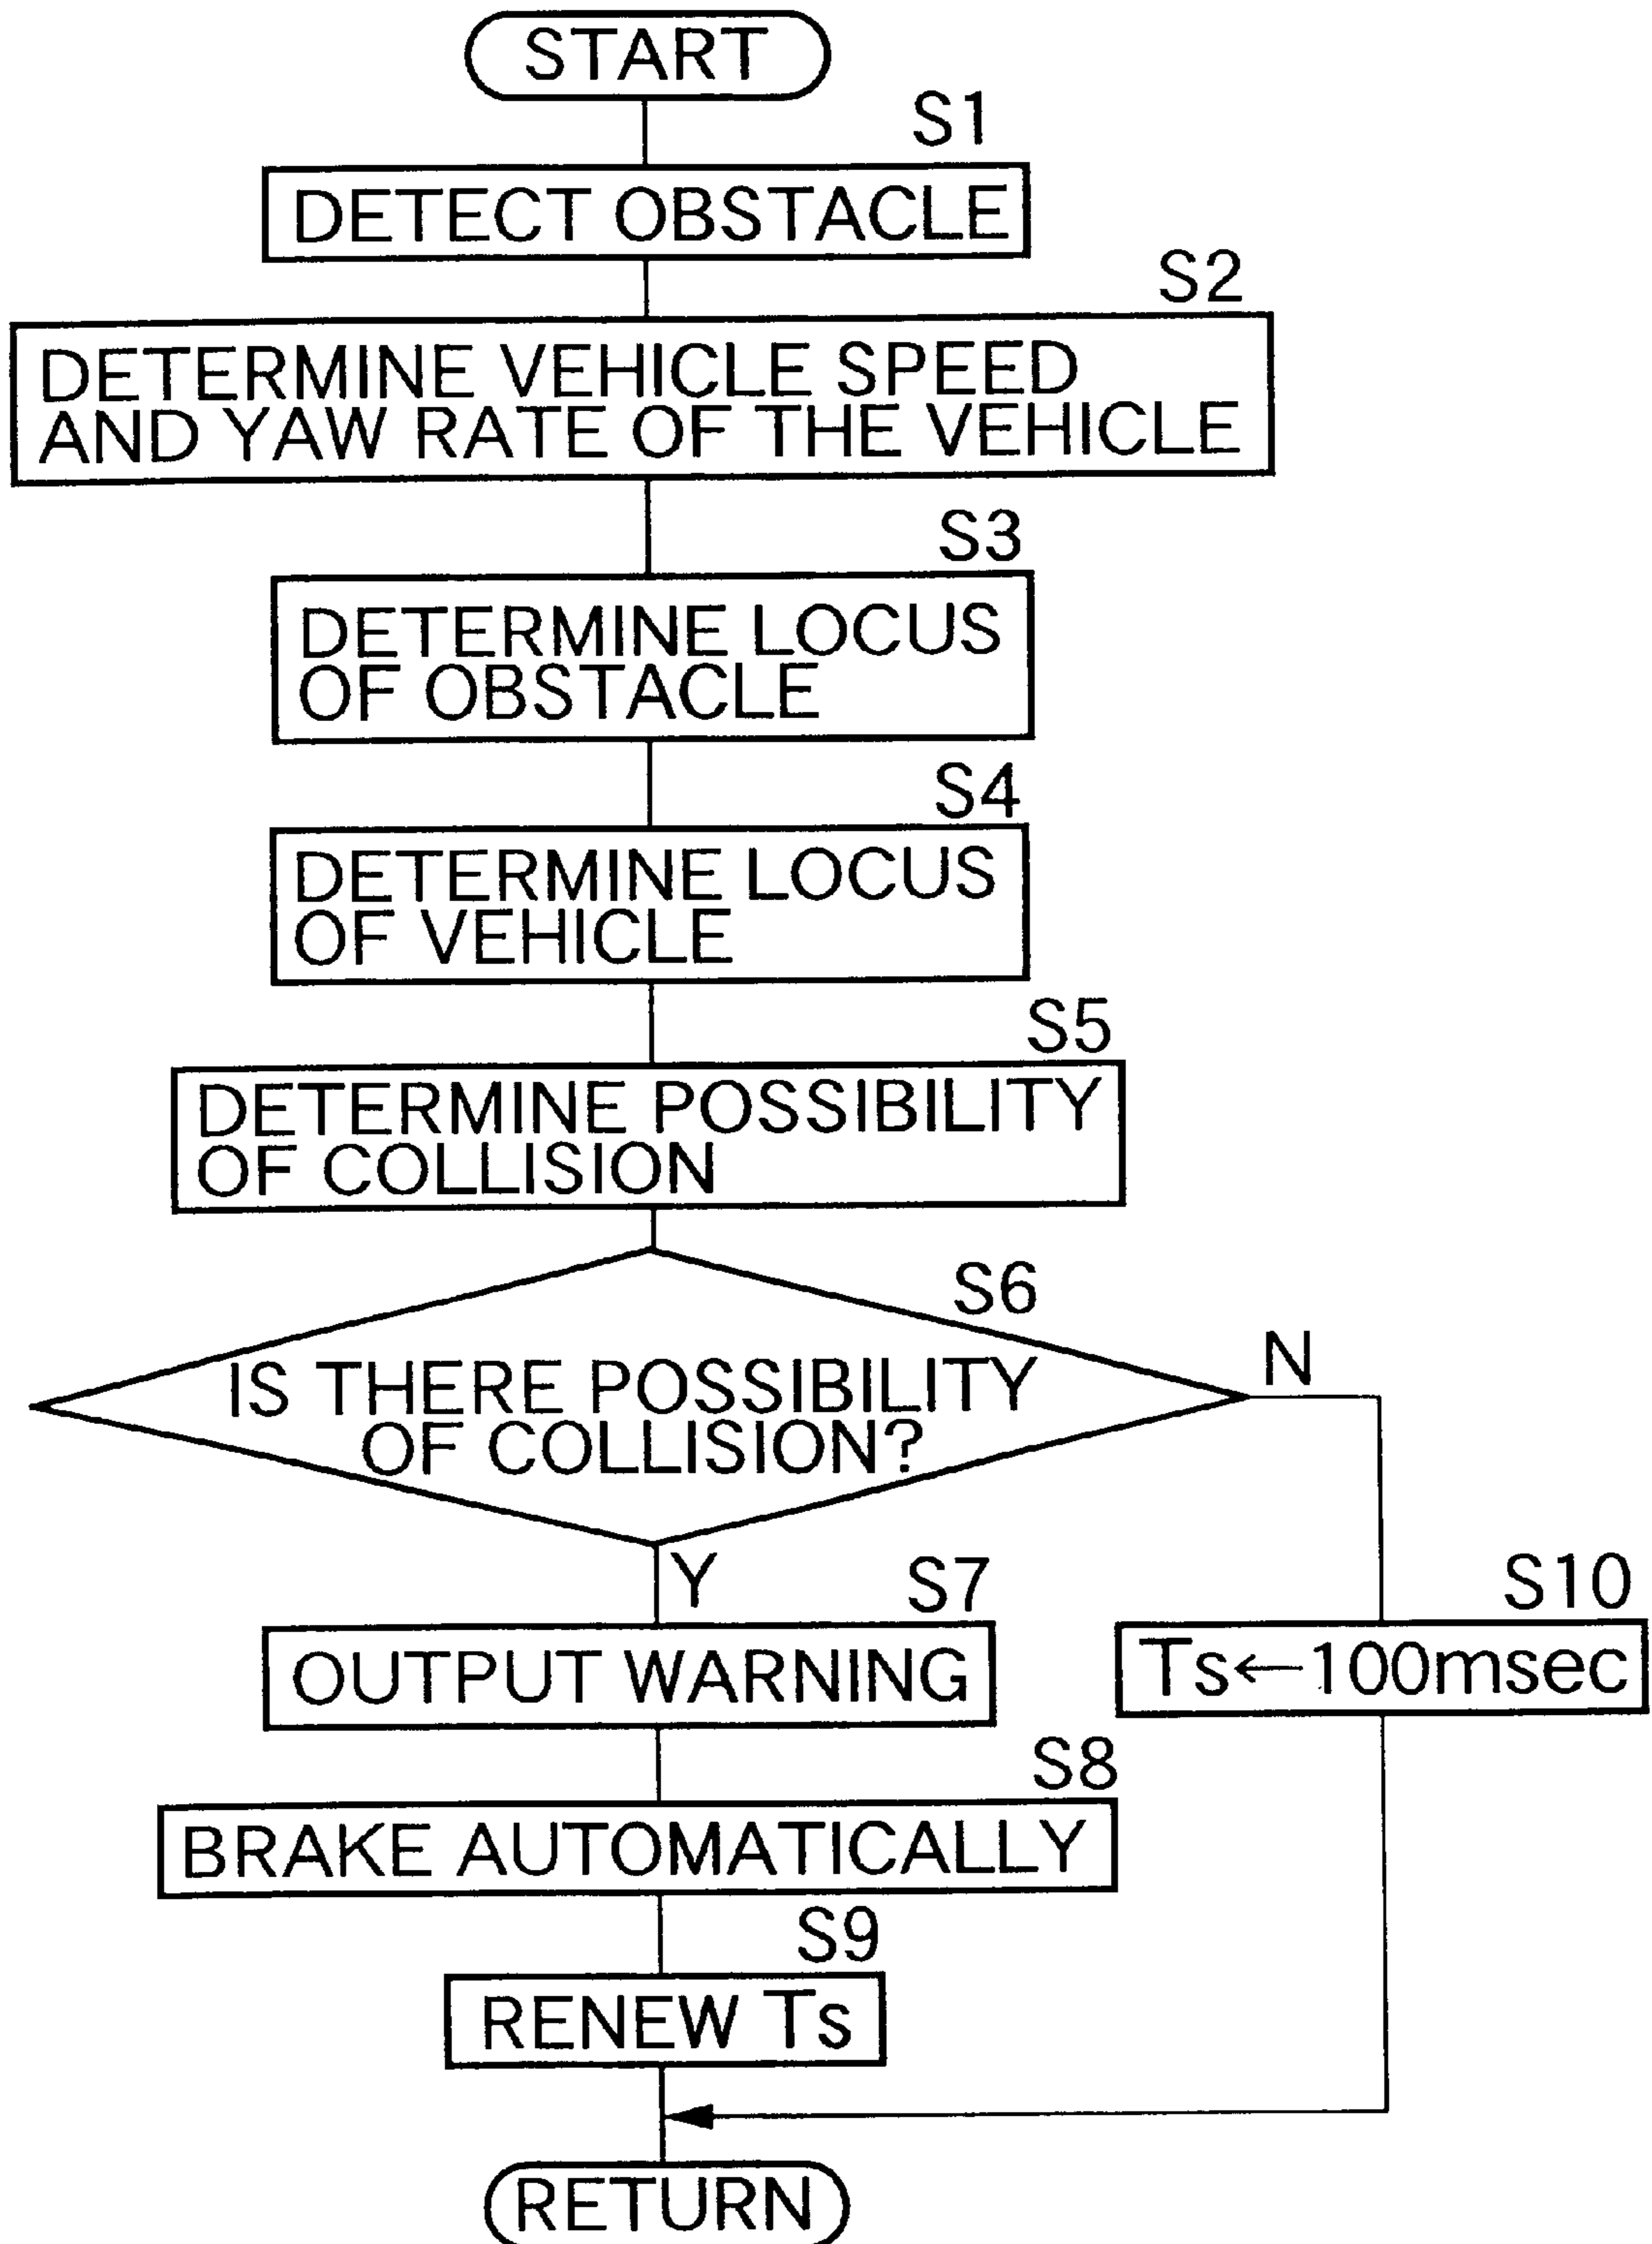 START
S1
DETECT OBSTACLE
S2
DETERMINE VEHICLE SPEED
AND YAW RATE OF THE VEHICLE
S3
DETERMINE LOCUS
OF OBSTACLE
S4
DETERMINE LOCUS
OF VEHICLE
S5
DETERMINE POSSIBILITY
OF COLLISION
S6
IS THERE POSSIBILITY
OF COLLISION?
N
Y
S7
OUTPUT WARNING
S10
Ts←100msec
S8
BRAKE AUTOMATICALLY
S9
RENEW Ts
RETURN